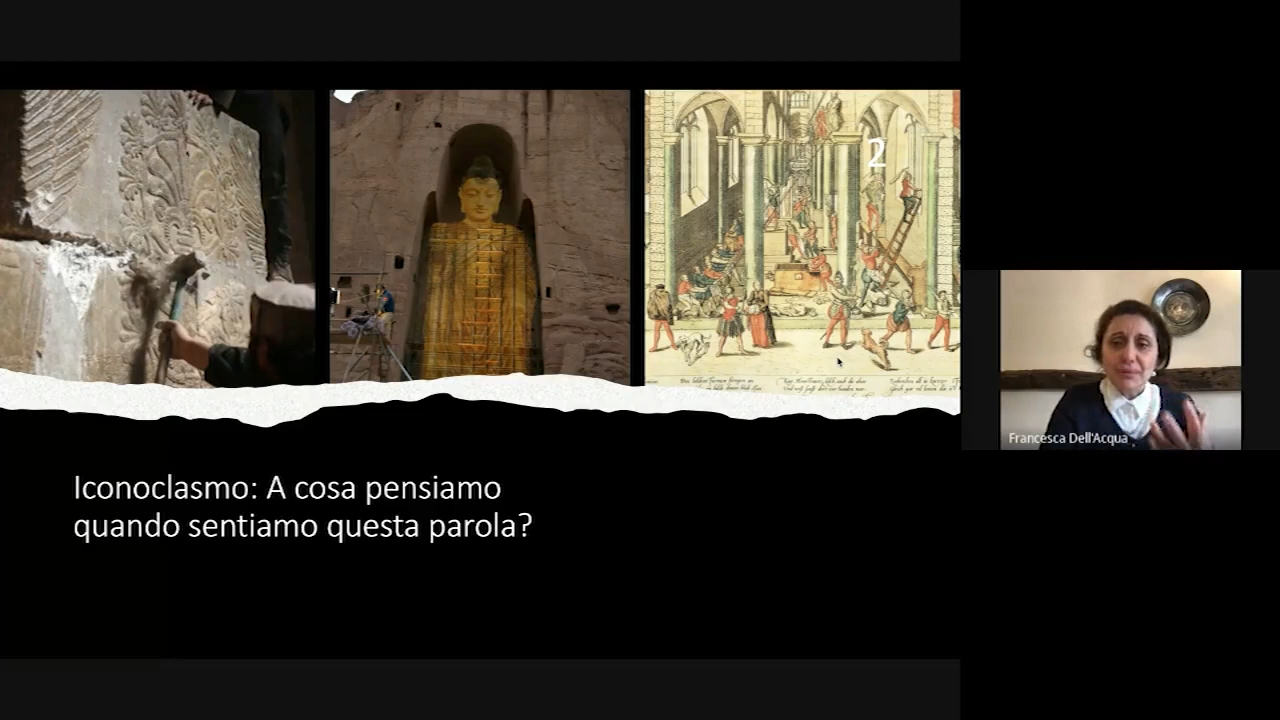 2
Iconoclasmo: A cosa pensiamo
quando sentiamo questa parola?
Francesca Dell'Acqua